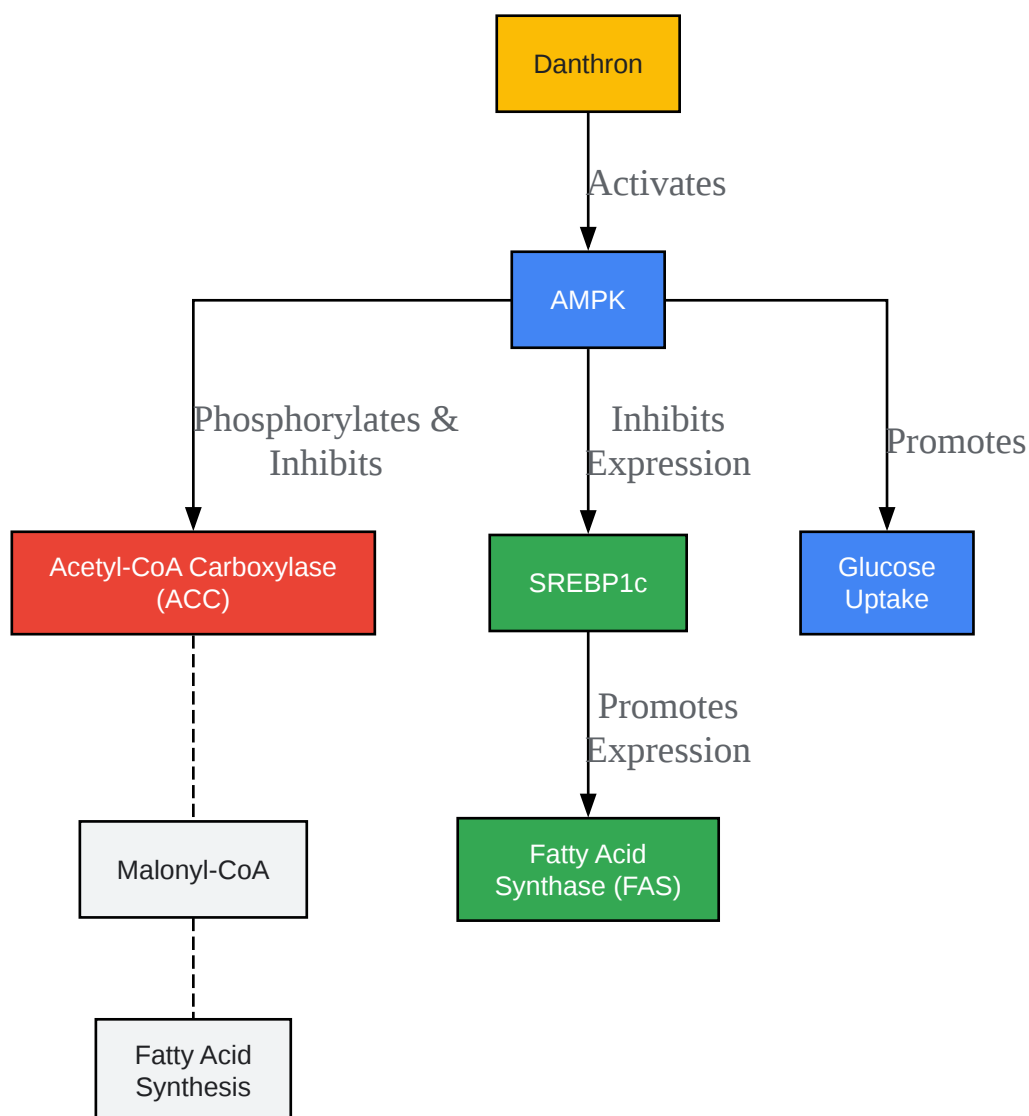 Danthron
Activates
AMPK
Phosphorylates &
Inhibits
Inhibits
Expression
Promotes
Acetyl-CoA Carboxylase
(ACC)
SREBP1c
Glucose
Uptake
Promotes
Expression
Malonyl-CoA
Fatty Acid
Synthase (FAS)
Fatty Acid
Synthesis